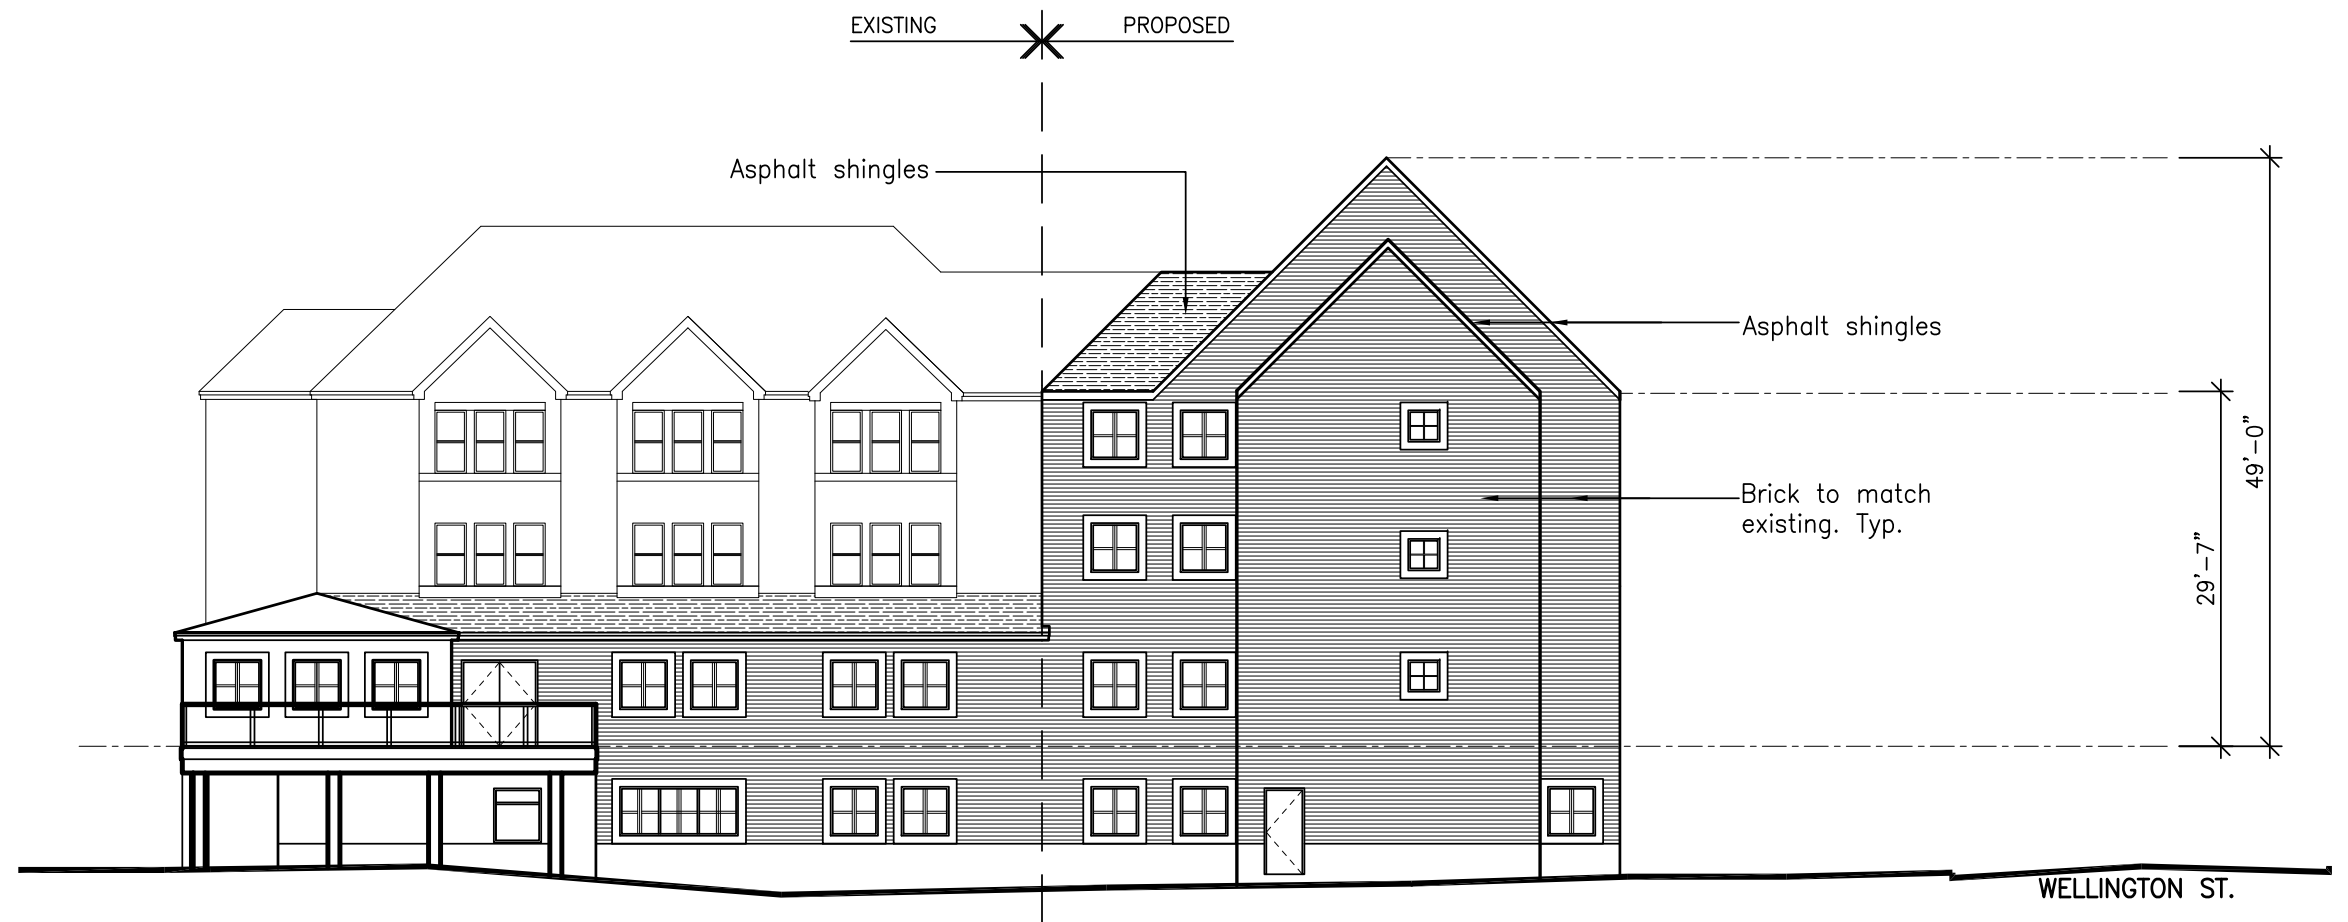 EXISTING
PROPOSED
Asphalt shingles
Asphalt shingles
Brick to match
existing. Typ.
49'-0"
29'-7"
WELLINGTON ST.